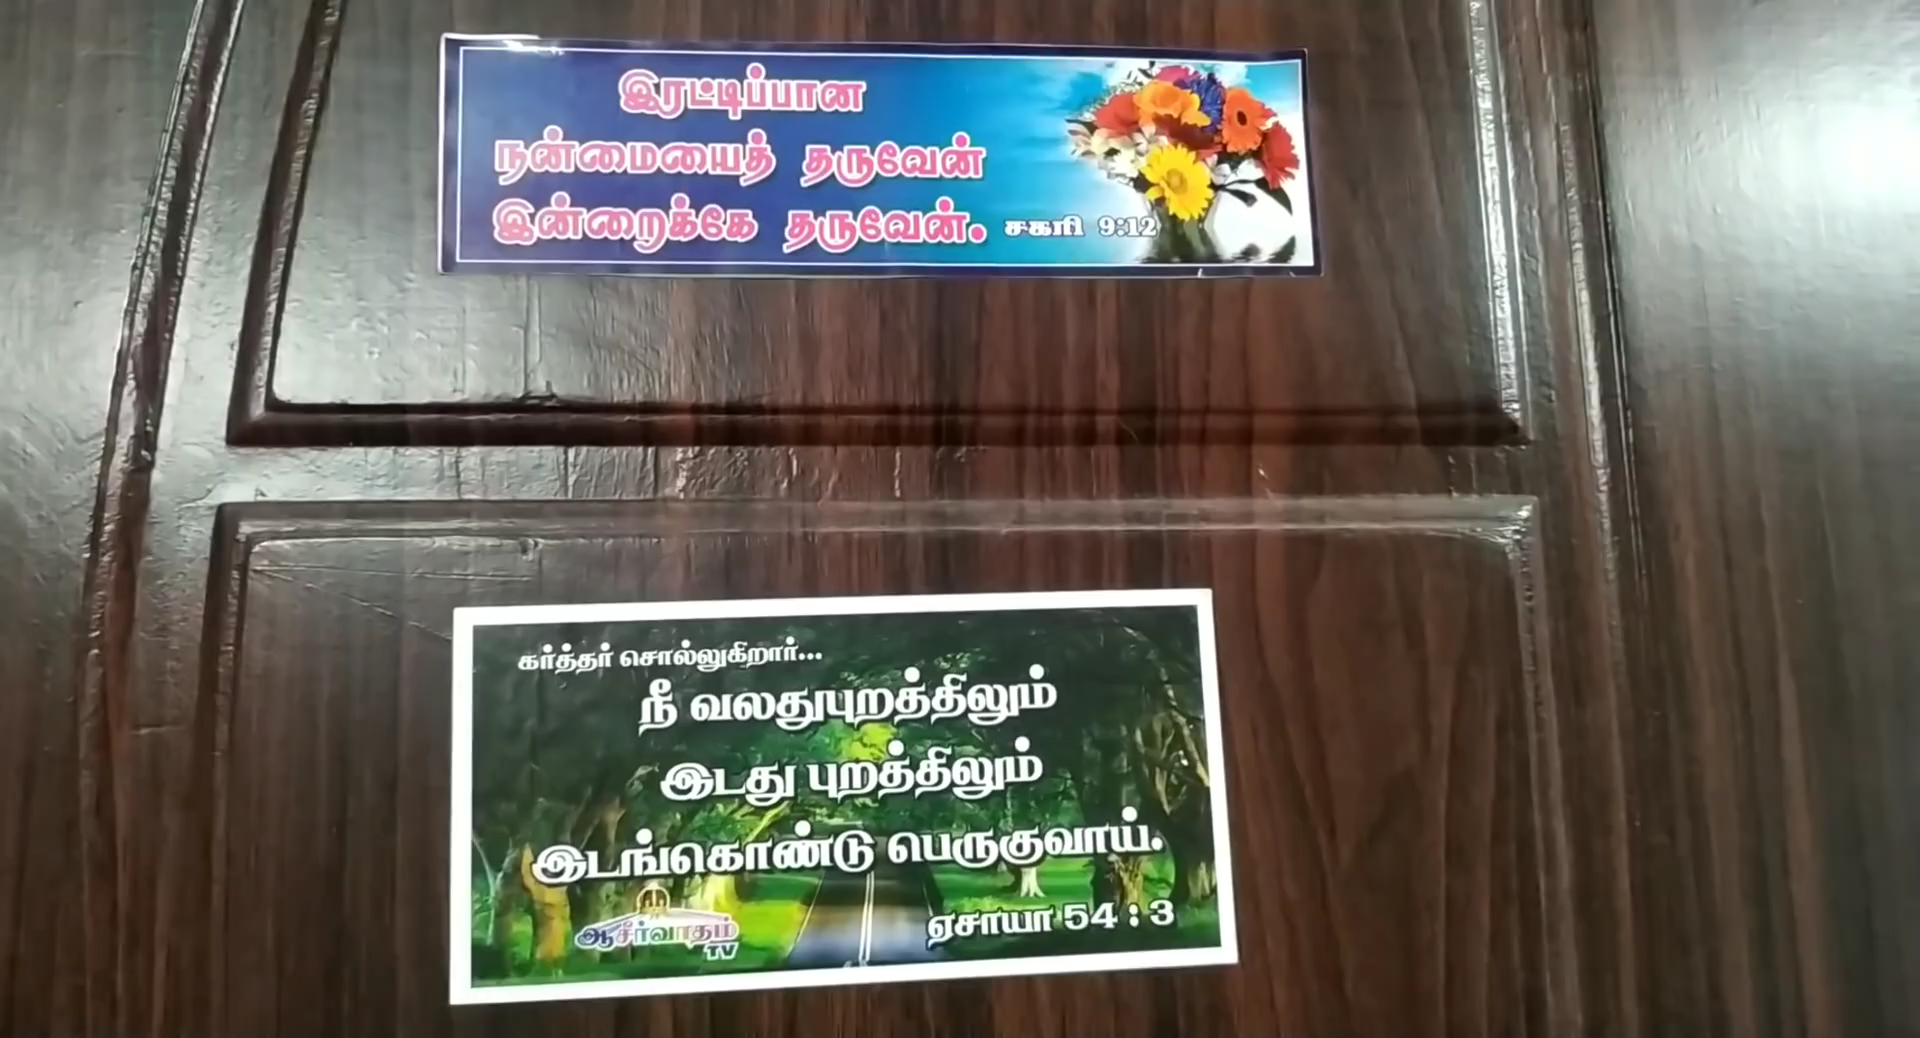 இரட்டிப்பான
நன்மையைத் தருவேன்
இன்றைக்கே தருவேன். சகரி 9:12
கர்த்தர் சொல்லுகிறார்...
நீ வலதுபுறத்திலும்
இடது புறத்திலும்
இடங்கொண்டு பெருகுவாய்.
ஆசீர்வாதம்
TV
ஏசாயா 54 : 3